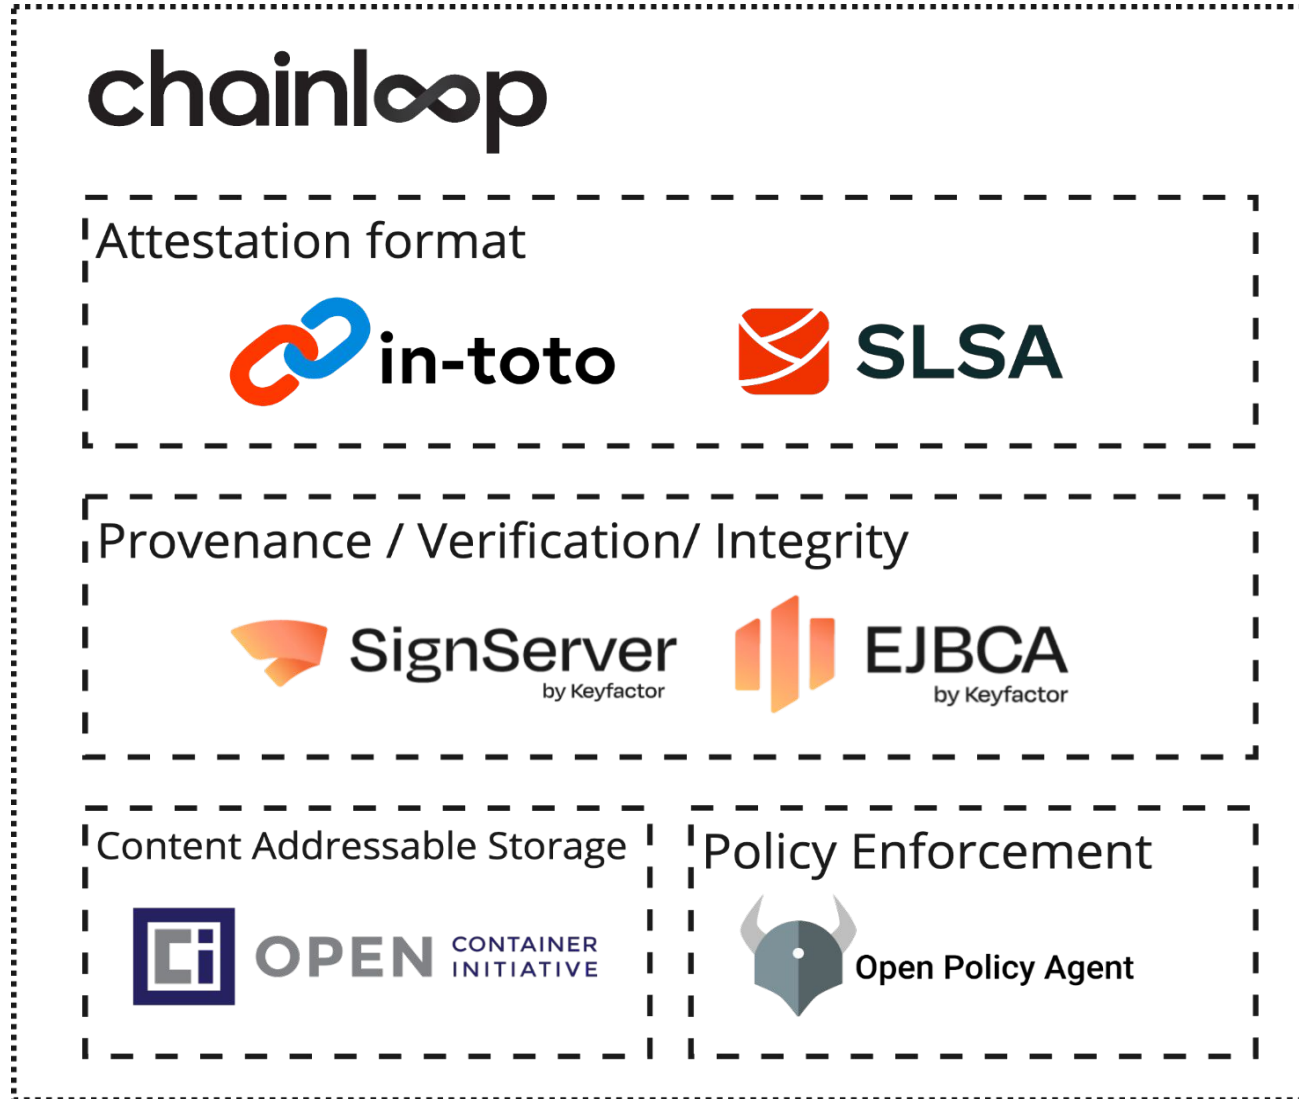 chainloop
Attestation format
in-toto
SLSA
Provenance / Verification/ Integrity
SignServer
by Keyfactor
EJBCA
by Keyfactor
Content Addressable Storage
Ci
OPEN CONTAINER
INITIATIVE
Policy Enforcement
Open Policy Agent